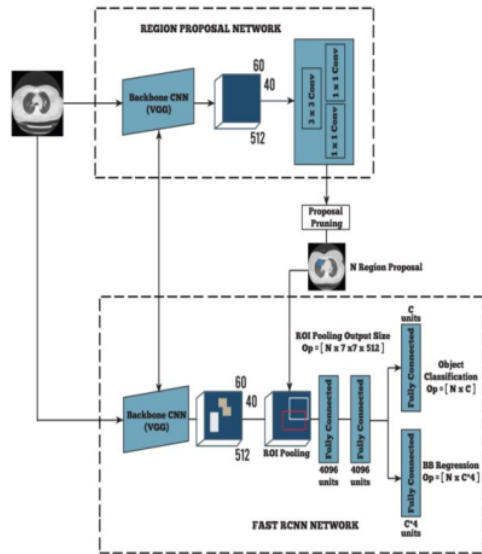 REGION PROPOSAL NETWORK
Backbone CNN
(VGG)
60
40
512
3 x 3 Conv
1 x 1 Conv
1 x 1 Conv
Proposal
Pruning
N Region Proposal
ROI Pooling Output Size
Op = [ N x 7 x7 x 512 ]
C
units
Fully Connected
Object
Classification
Op = [ N x C ]
Backbone CNN
(VGG)
60
40
512
ROI Pooling
Fully Connected
4096
units
Fully Connected
4096
units
Fully Connected
BB Regression
Op = [ N x C^4 ]
C^4
units
FAST RCNN NETWORK